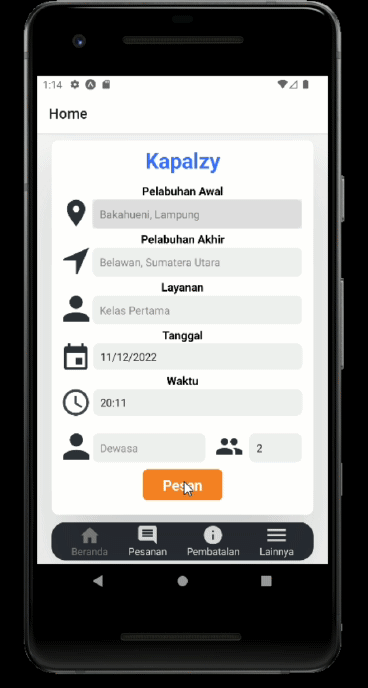 1:14
Home
Kapalzy
Pelabuhan Awal
Bakahueni, Lampung
Pelabuhan Akhir
Belawan, Sumatera Utara
Layanan
Kelas Pertama
Tanggal
11/12/2022
Waktu
20:11
Dewasa 2
Pesan
Beranda Pesanan Pembatalan Lainnya